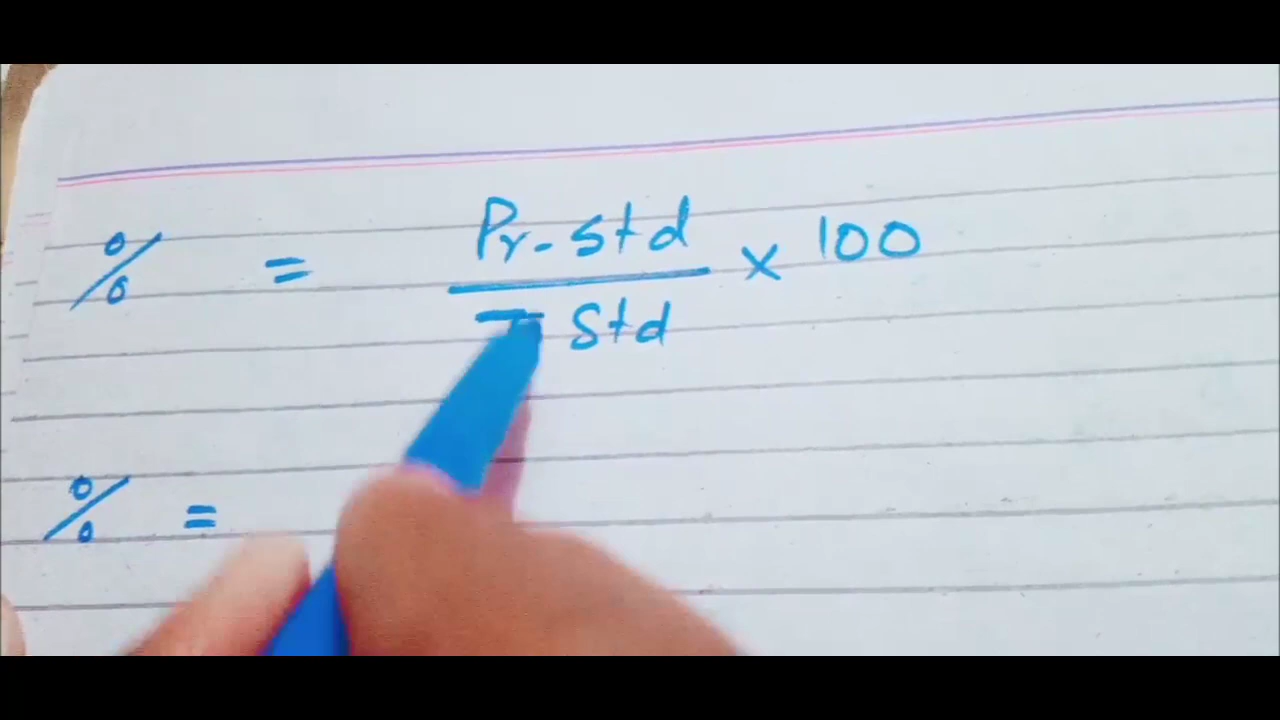 % = Pr. Std / T. Std × 100
% =